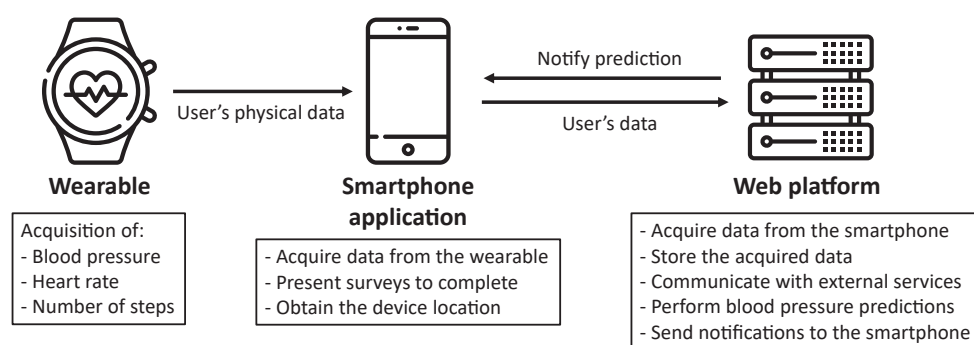 Notify prediction
User's physical data
User's data
Wearable
Acquisition of:
- Blood pressure
- Heart rate
- Number of steps
Smartphone
application
- Acquire data from the wearable
- Present surveys to complete
- Obtain the device location
Web platform
- Acquire data from the smartphone
- Store the acquired data
- Communicate with external services
- Perform blood pressure predictions
- Send notifications to the smartphone